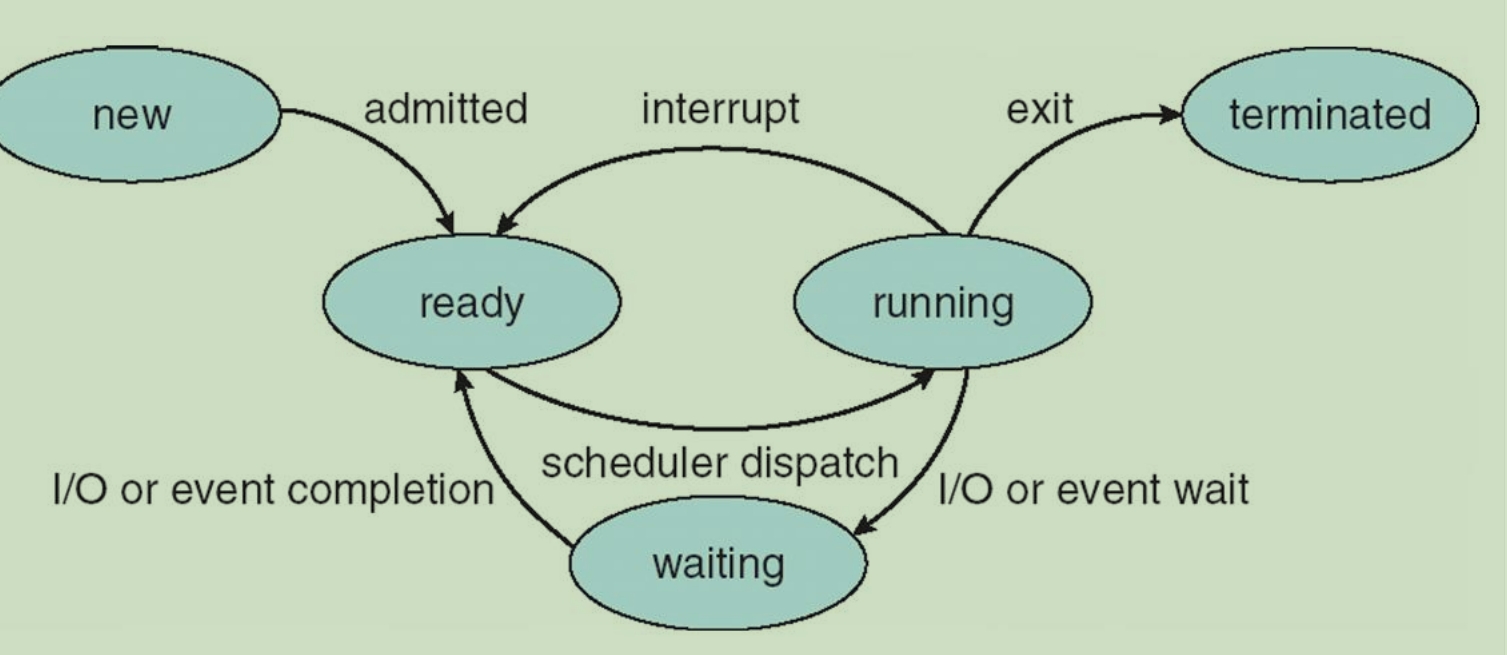 new
admitted
interrupt
exit
terminated
ready
running
scheduler dispatch
I/O or event completion
I/O or event wait
waiting